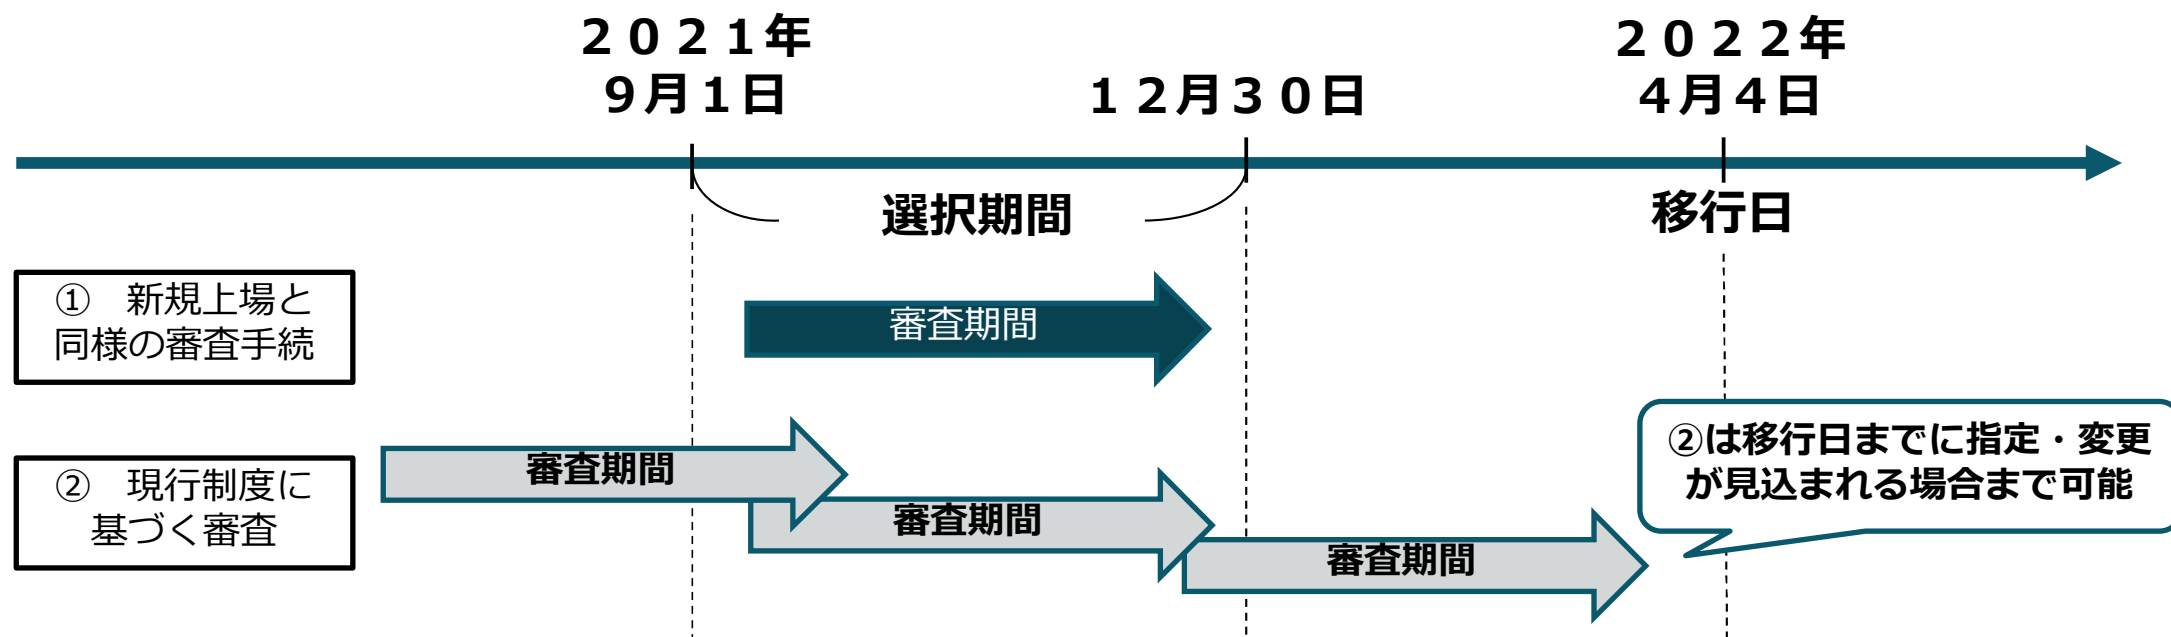 ２０２１年
９月１日
１２月３０日
２０２２年
４月４日
選択期間
移行日
①　新規上場と
同様の審査手続
審査期間
②　現行制度に
基づく審査
審査期間
審査期間
審査期間
②は移行日までに指定・変更
が見込まれる場合まで可能